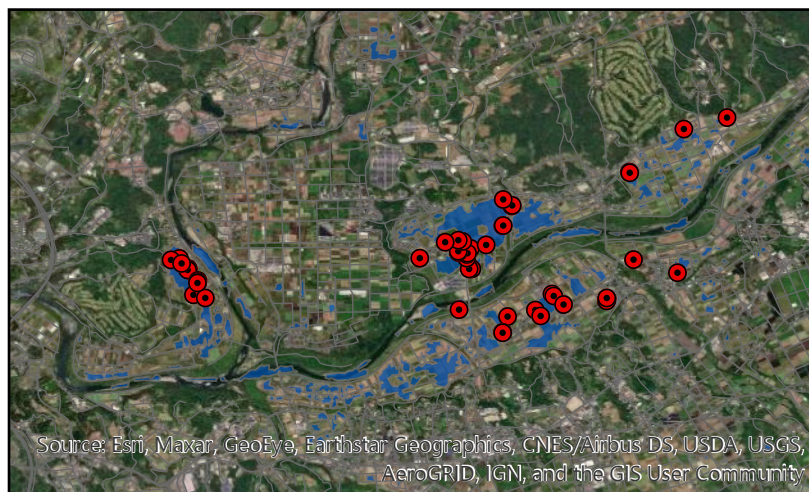 Source: Esri, Maxar, GeoEye, Earthstar Geographics, CNES/Airbus DS, USDA, USGS,
AeroGRID, IGN, and the GIS User Community